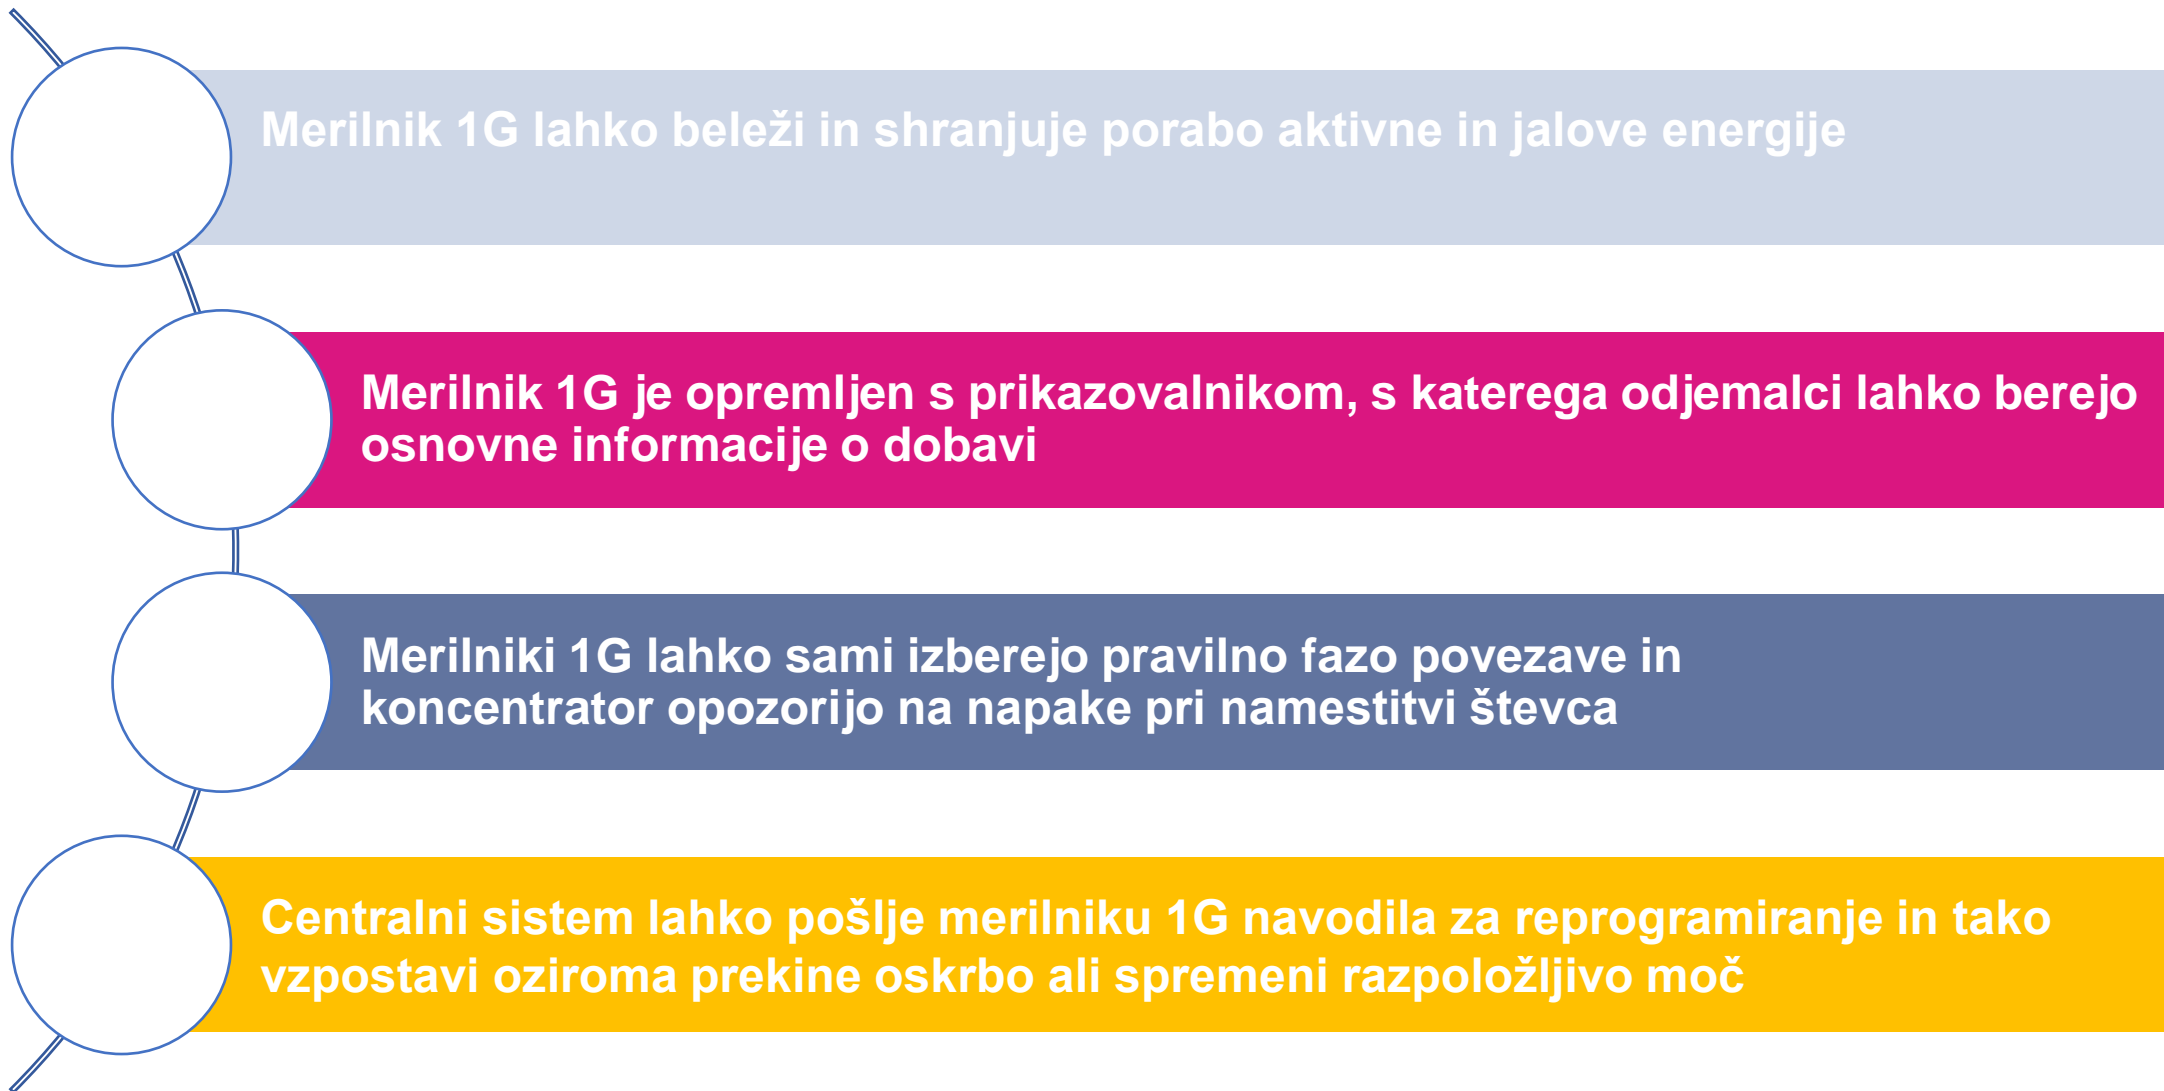 Merilnik 1G lahko beleži in shranjuje porabo aktivne in jalove energije
Merilnik 1G je opremljen s prikazovalnikom, s katerega odjemalci lahko berejo
osnovne informacije o dobavi
Merilniki 1G lahko sami izberejo pravilno fazo povezave in
koncentrator opozorijo na napake pri namestitvi števca
Centralni sistem lahko pošlje merilniku 1G navodila za reprogramiranje in tako
vzpostavi oziroma prekine oskrbo ali spremeni razpoložljivo moč